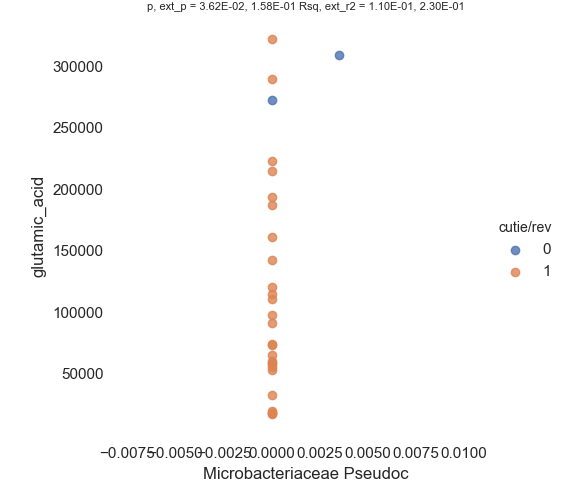 p, ext_p = 3.62E-02, 1.58E-01 Rsq, ext_r2 = 1.10E-01, 2.30E-01
300000
250000
200000
150000
100000
50000
glutamic_acid
cutie/rev
0
1
−0.0075 −0.0050 −0.0025 0.0000 0.0025 0.0050 0.0075 0.0100
Microbacteriaceae Pseudoc